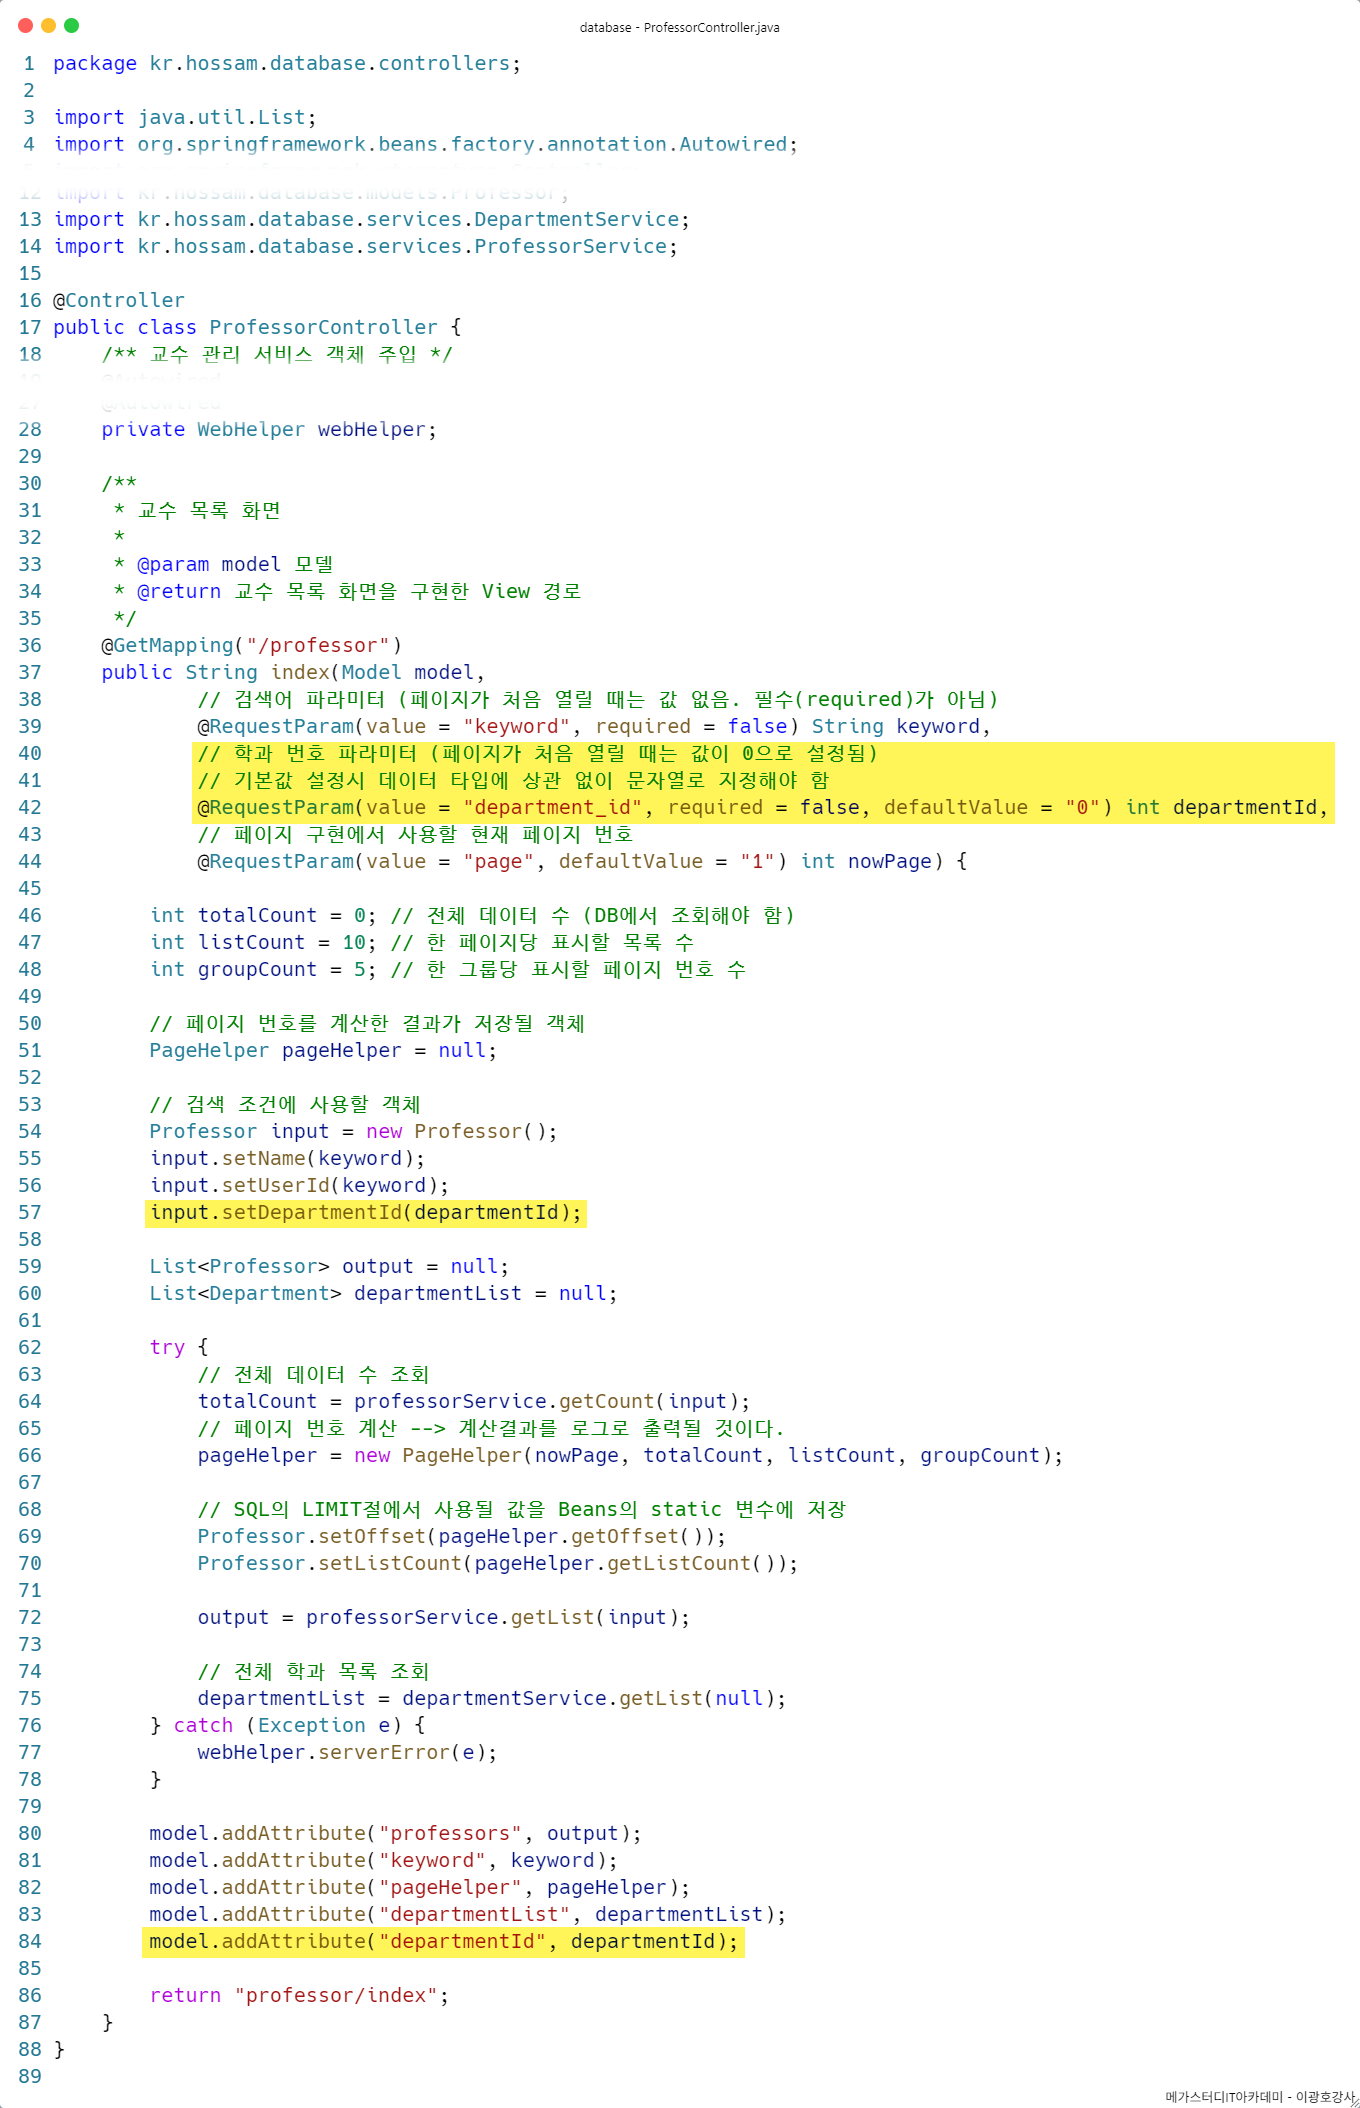 database - ProfessorController.java
1 package kr.hossam.database.controllers;
2
3 import java.util.List;
4 import org.springframework.beans.factory.annotation.Autowired;
12 import kr.hossam.database.models.Professor;
13 import kr.hossam.database.services.DepartmentService;
14 import kr.hossam.database.services.ProfessorService;
15
16 @Controller
17 public class ProfessorController {
18     /** 교수 관리 서비스 객체 주입 */
19     @Autowired
27     @Autowired
28     private WebHelper webHelper;
29
30     /**
31      * 교수 목록 화면
32      *
33      * @param model 모델
34      * @return 교수 목록 화면을 구현한 View 경로
35      */
36     @GetMapping("/professor")
37     public String index(Model model,
38             // 검색어 파라미터 (페이지가 처음 열릴 때는 값 없음. 필수(required)가 아님)
39             @RequestParam(value = "keyword", required = false) String keyword,
40             // 학과 번호 파라미터 (페이지가 처음 열릴 때는 값이 0으로 설정됨)
41             // 기본값 설정시 데이터 타입에 상관 없이 문자열로 지정해야 함
42             @RequestParam(value = "department_id", required = false, defaultValue = "0") int departmentId,
43             // 페이지 구현에서 사용할 현재 페이지 번호
44             @RequestParam(value = "page", defaultValue = "1") int nowPage) {
45
46         int totalCount = 0; // 전체 데이터 수 (DB에서 조회해야 함)
47         int listCount = 10; // 한 페이지당 표시할 목록 수
48         int groupCount = 5; // 한 그룹당 표시할 페이지 번호 수
49
50         // 페이지 번호를 계산한 결과가 저장될 객체
51         PageHelper pageHelper = null;
52
53         // 검색 조건에 사용할 객체
54         Professor input = new Professor();
55         input.setName(keyword);
56         input.setUserId(keyword);
57         input.setDepartmentId(departmentId);
58
59         List<Professor> output = null;
60         List<Department> departmentList = null;
61
62         try {
63             // 전체 데이터 수 조회
64             totalCount = professorService.getCount(input);
65             // 페이지 번호 계산 --> 계산결과를 로그로 출력될 것이다.
66             pageHelper = new PageHelper(nowPage, totalCount, listCount, groupCount);
67
68             // SQL의 LIMIT절에서 사용될 값을 Beans의 static 변수에 저장
69             Professor.setOffset(pageHelper.getOffset());
70             Professor.setListCount(pageHelper.getListCount());
71
72             output = professorService.getList(input);
73
74             // 전체 학과 목록 조회
75             departmentList = departmentService.getList(null);
76         } catch (Exception e) {
77             webHelper.serverError(e);
78         }
79
80         model.addAttribute("professors", output);
81         model.addAttribute("keyword", keyword);
82         model.addAttribute("pageHelper", pageHelper);
83         model.addAttribute("departmentList", departmentList);
84         model.addAttribute("departmentId", departmentId);
85
86         return "professor/index";
87     }
88 }
89
메가스터디IT아카데미 - 이광호강사